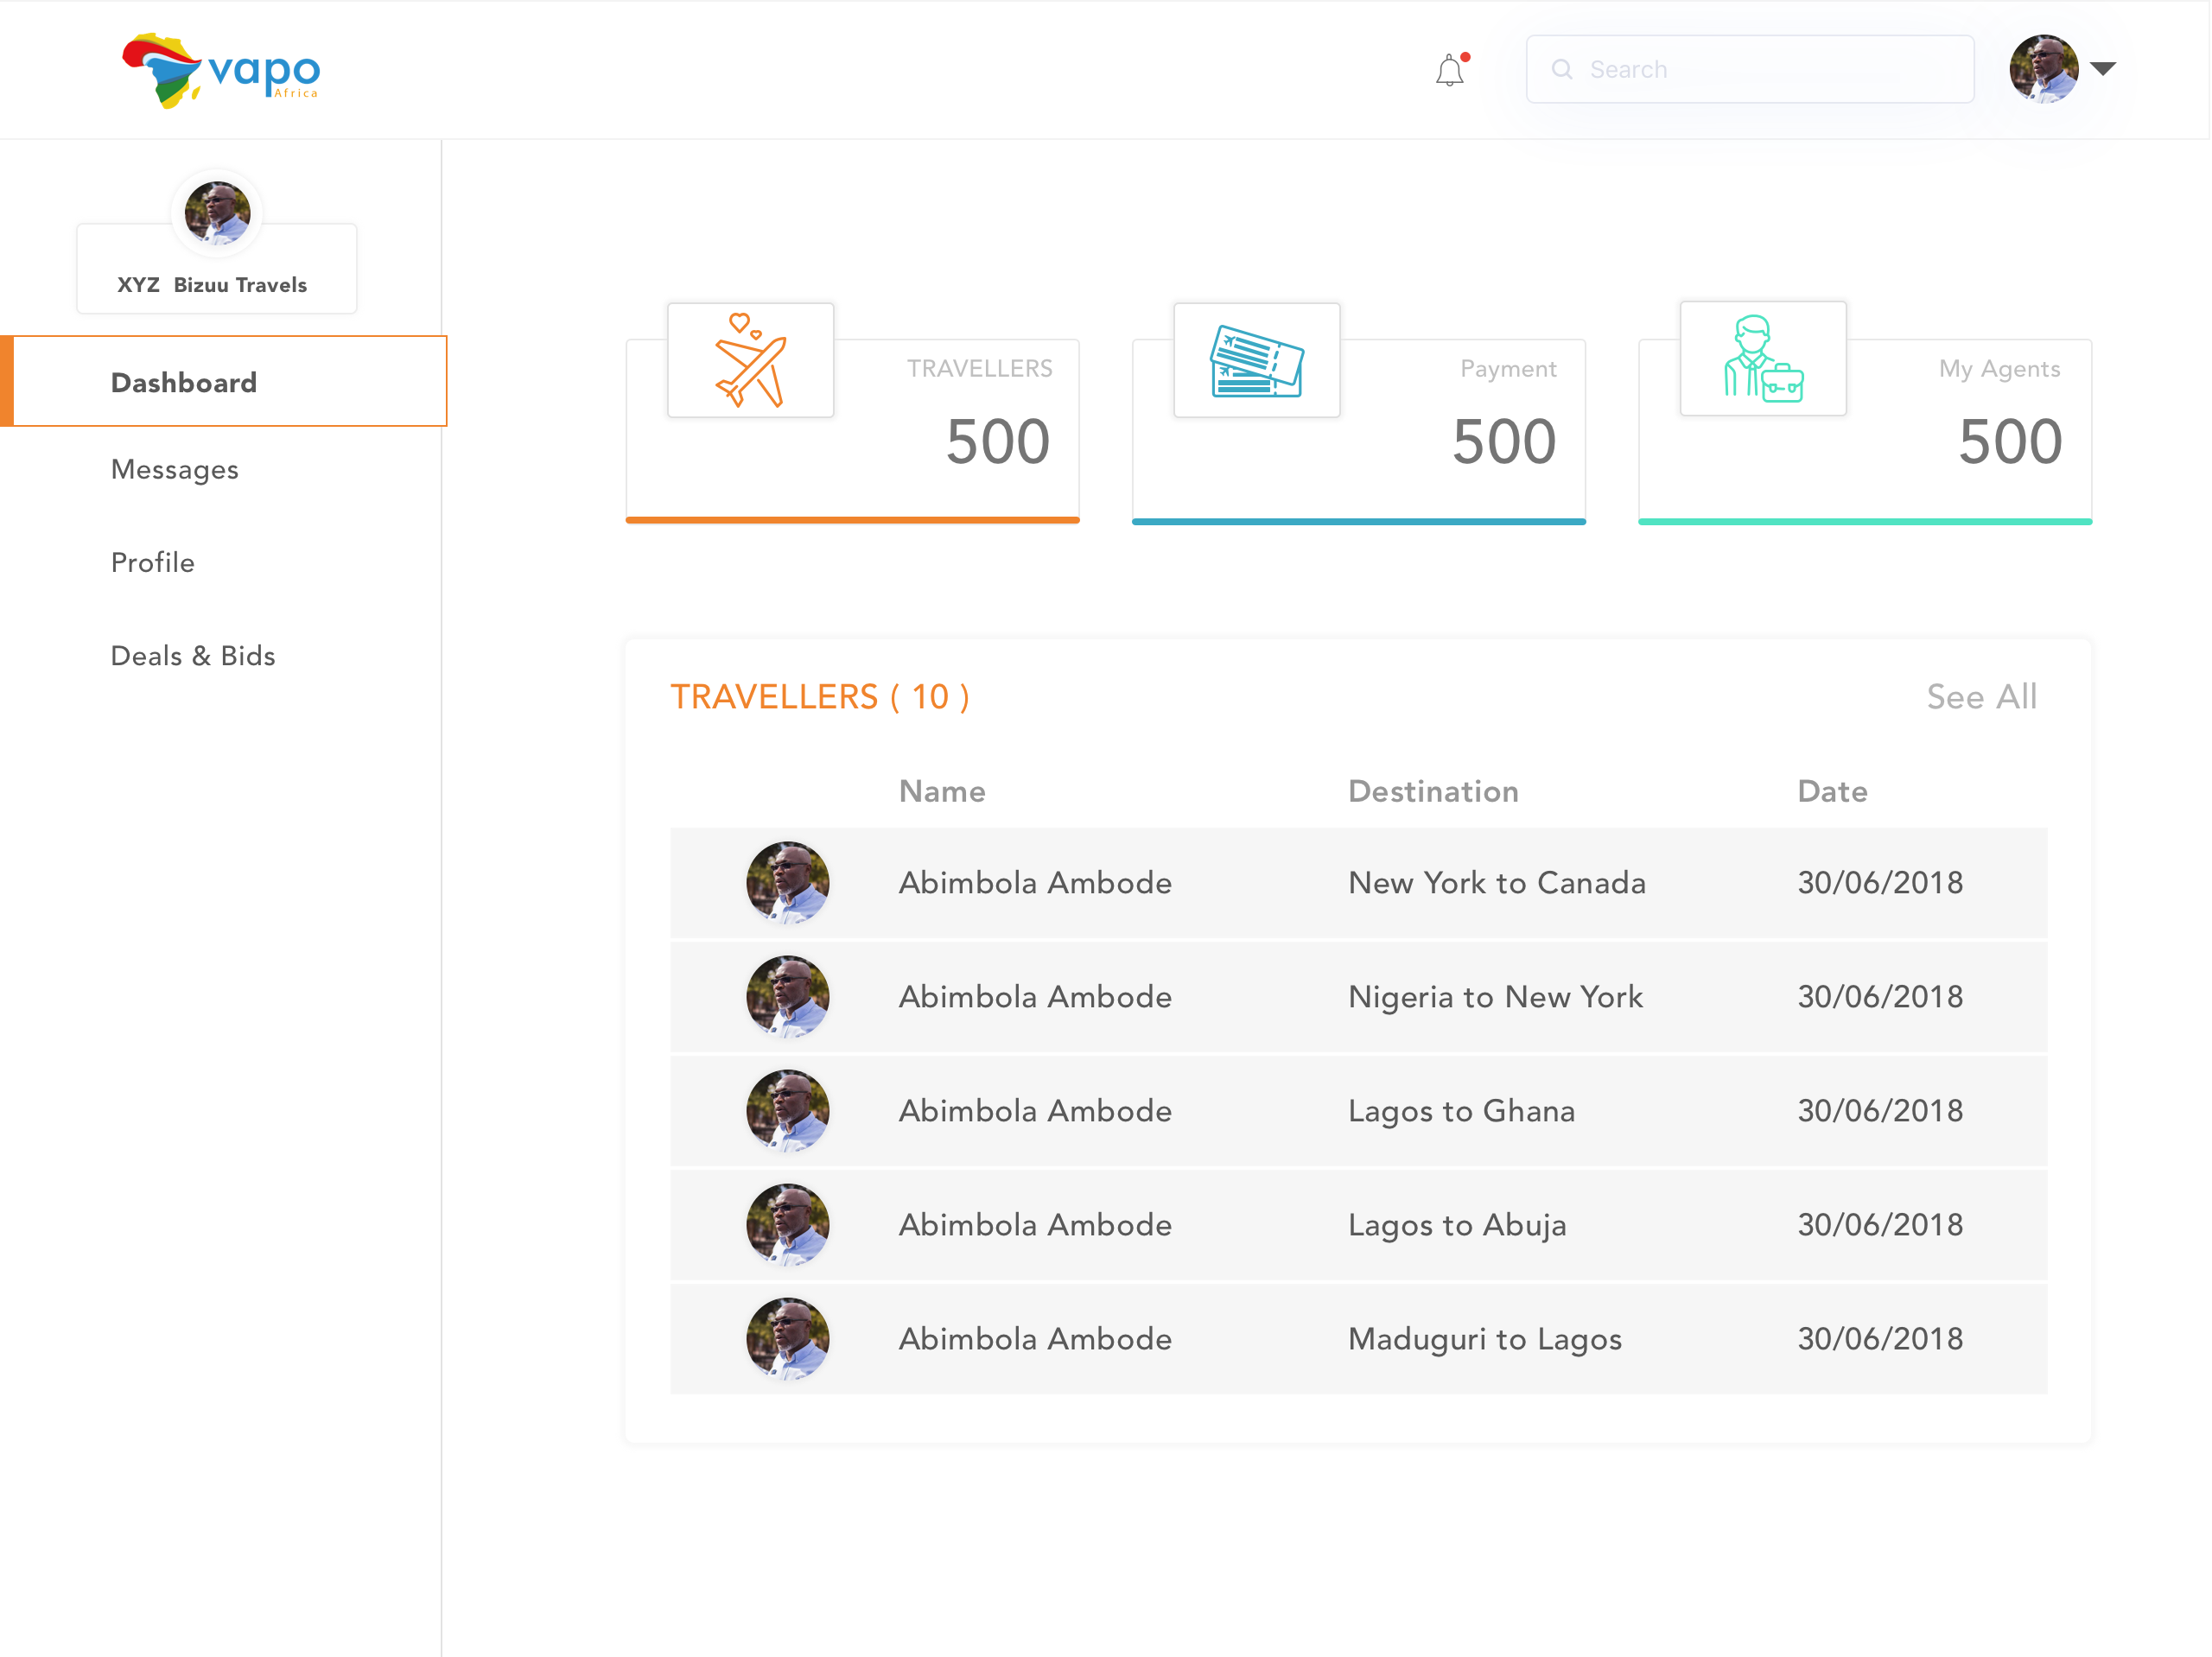 vapo
Africa
Search
XYZ  Bizuu Travels
Dashboard
Messages
Profile
Deals & Bids
TRAVELLERS
500
Payment
500
My Agents
500
TRAVELLERS ( 10 )
See All
Name Destination Date
Abimbola Ambode New York to Canada 30/06/2018
Abimbola Ambode Nigeria to New York 30/06/2018
Abimbola Ambode Lagos to Ghana 30/06/2018
Abimbola Ambode Lagos to Abuja 30/06/2018
Abimbola Ambode Maduguri to Lagos 30/06/2018